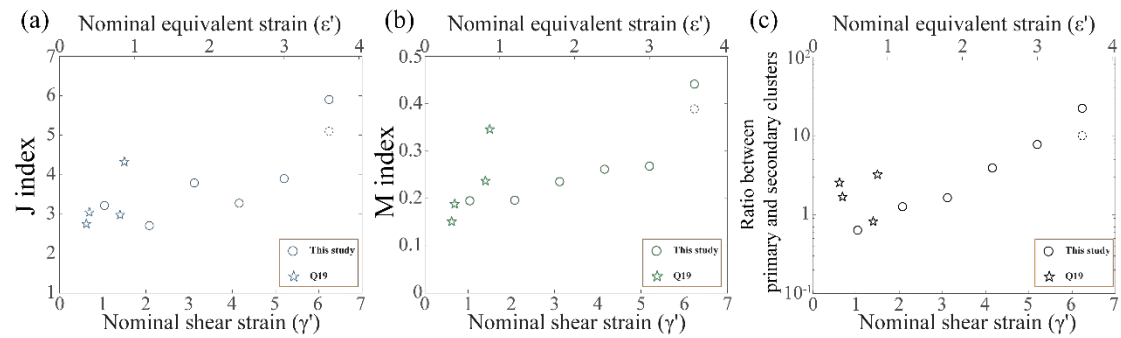 (a)
Nominal equivalent strain (ε')
0 1 2 3 4
7
6
5
4
3
2
1
J index
This study
Q19
0 1 2 3 4 5 6 7
Nominal shear strain (γ')
(b)
Nominal equivalent strain (ε')
0 1 2 3 4
0.5
0.4
0.3
0.2
0.1
0
M index
This study
Q19
0 1 2 3 4 5 6 7
Nominal shear strain (γ')
(c)
Nominal equivalent strain (ε')
0 1 2 3 4
10²
10
1
10⁻¹
Ratio between
primary and secondary clusters
This study
Q19
0 1 2 3 4 5 6 7
Nominal shear strain (γ')